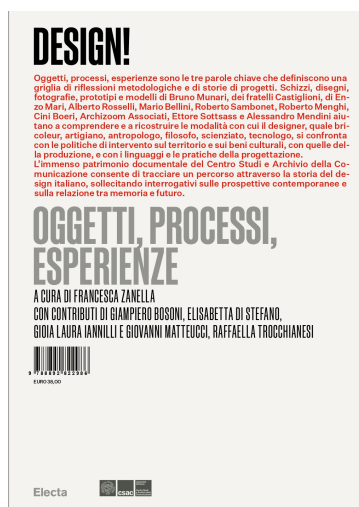 DESIGN!
Oggetti, processi, esperienze sono le tre parole chiave che definiscono una
griglia di riflessioni metodologiche e di storie di progetti. Schizzi, disegni,
fotografie, prototipi e modelli di Bruno Munari, dei fratelli Castiglioni, di En-
zo Mari, Alberto Rosselli, Mario Bellini, Roberto Sambonet, Roberto Menghi,
Cini Boeri, Archizoom Associati, Ettore Sottsass e Alessandro Mendini aiu-
tano a comprendere e a ricostruire le modalità con cui il designer, quale bri-
coleur, artigiano, antropologo, filosofo, scienziato, tecnologo, si confronta
con le politiche di intervento sul territorio e sui beni culturali, con quelle del-
la produzione, e con i linguaggi e le pratiche della progettazione.
L'immenso patrimonio documentale del Centro Studi e Archivio della Co-
municazione consente di tracciare un percorso attraverso la storia del de-
sign italiano, sollecitando interrogativi sulle prospettive contemporanee e
sulla relazione tra memoria e futuro.
OGGETTI, PROCESSI,
ESPERIENZE
A CURA DI FRANCESCA ZANELLA
CON CONTRIBUTI DI GIAMPIERO BOSONI, ELISABETTA DI STEFANO,
GIOIA LAURA IANNILLI E GIOVANNI MATTEUCCI, RAFFAELLA TROCCHIANESI
EURO 38,00
Electa
csac